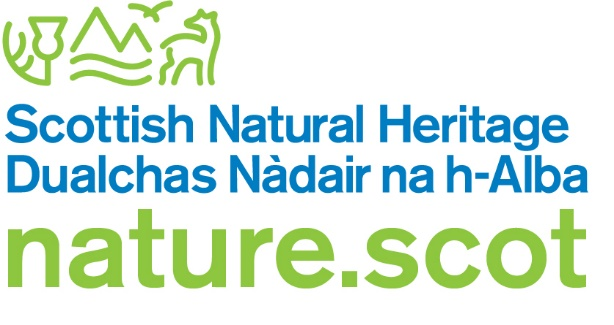 Scottish Natural Heritage
Dualchas Nàdair na h-Alba
nature.scot